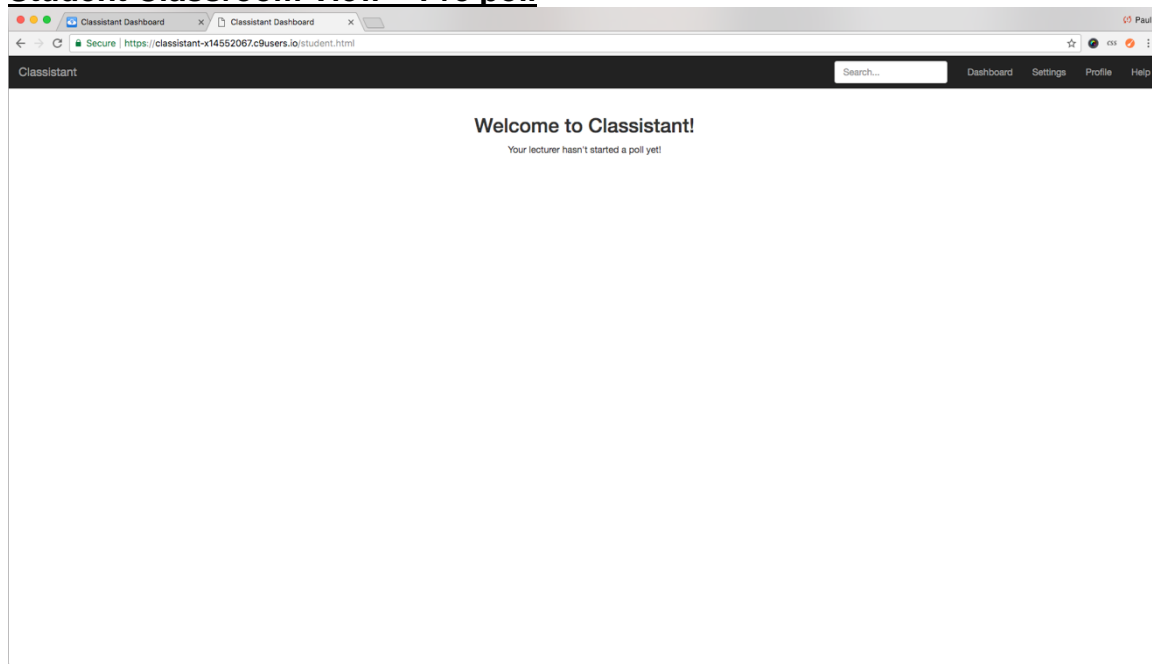 Student Classroom View – Pre poll
Classistant Dashboard
Classistant Dashboard
Paul
Secure | https://classistant-x14552067.c9users.io/student.html
css
Classistant
Search...
Dashboard
Settings
Profile
Help
Welcome to Classistant!
Your lecturer hasn't started a poll yet!